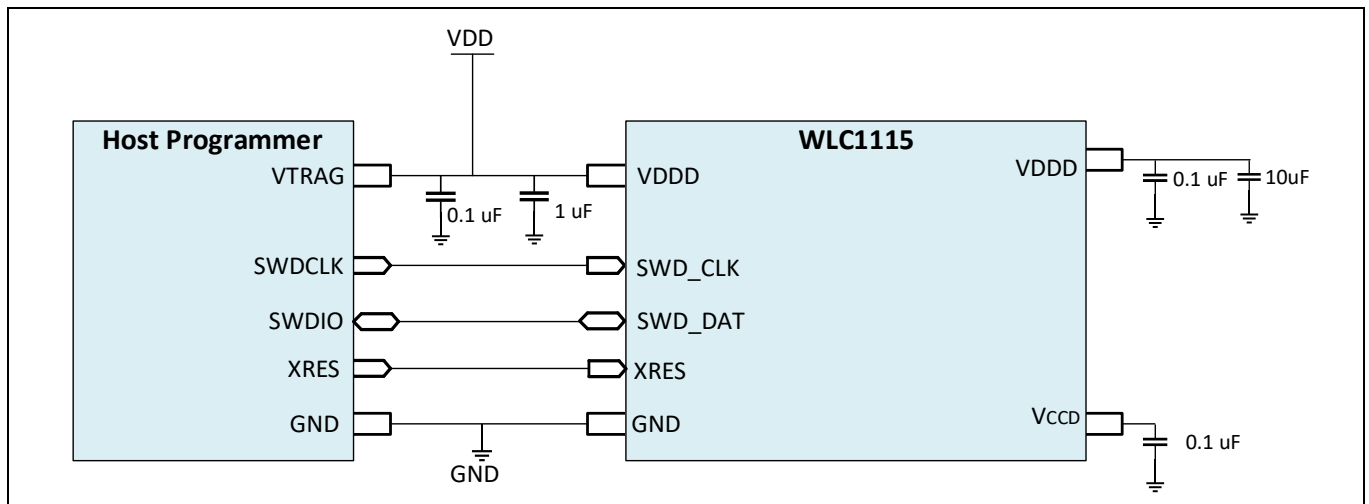 VDD
Host Programmer
WLC1115
VTRAG
VDDD
VDDD
0.1 uF
1 uF
0.1 uF
10uF
SWDCLK
SWD_CLK
SWDIO
SWD_DAT
XRES
XRES
GND
GND
VCCD
0.1 uF
GND